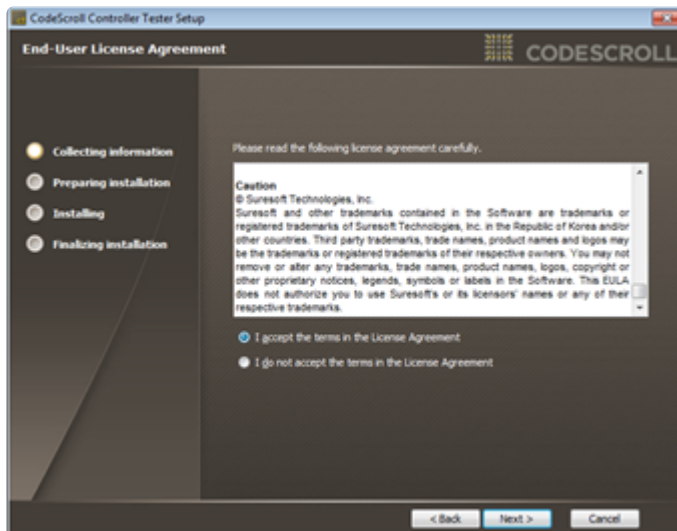 CodeScroll Controller Tester Setup
End-User License Agreement
CODESCROLL
Collecting information
Preparing installation
Installing
Finalizing installation
Please read the following license agreement carefully.
Caution
© Suresoft Technologies, Inc.
Suresoft and other trademarks contained in the Software are trademarks or
registered trademarks of Suresoft Technologies, Inc. in the Republic of Korea and/or
other countries. Third party trademarks, trade names, product names and logos may
be the trademarks or registered trademarks of their respective owners. You may not
remove or alter any trademarks, trade names, product names, logos, copyright or
other proprietary notices, legends, symbols or labels in the Software. This EULA
does not authorize you to use Suresoft's or its licensors' names or any of their
respective trademarks.
I accept the terms in the License Agreement
I do not accept the terms in the License Agreement
< Back
Next >
Cancel